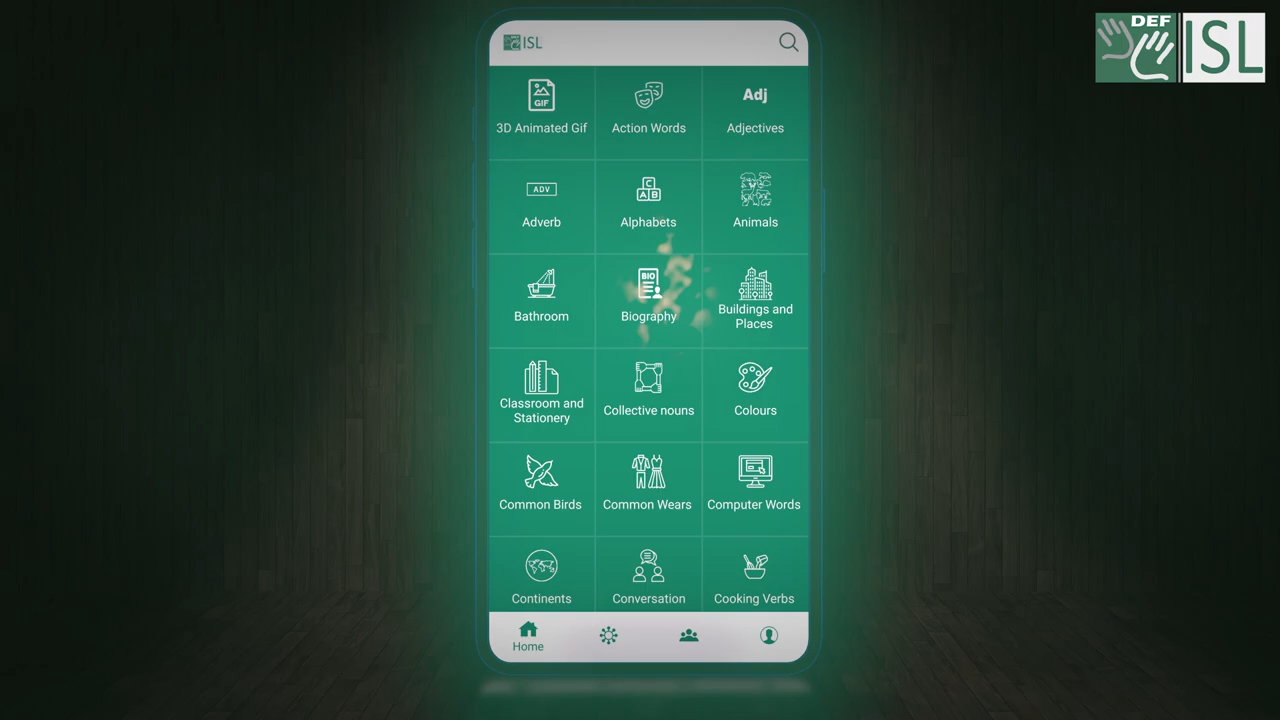 DEF
ISL
ISL
GIF
3D Animated Gif
Action Words
Adj
Adjectives
ADV
Adverb
C
A B
Alphabets
Animals
Bathroom
BIO
Biography
Buildings and
Places
Classroom and
Stationery
Collective nouns
Colours
Common Birds
Common Wears
Computer Words
Continents
Conversation
Cooking Verbs
Home